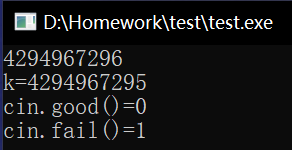 D:\Homework\test\test.exe
4294967296
k=4294967295
cin.good()=0
cin.fail()=1